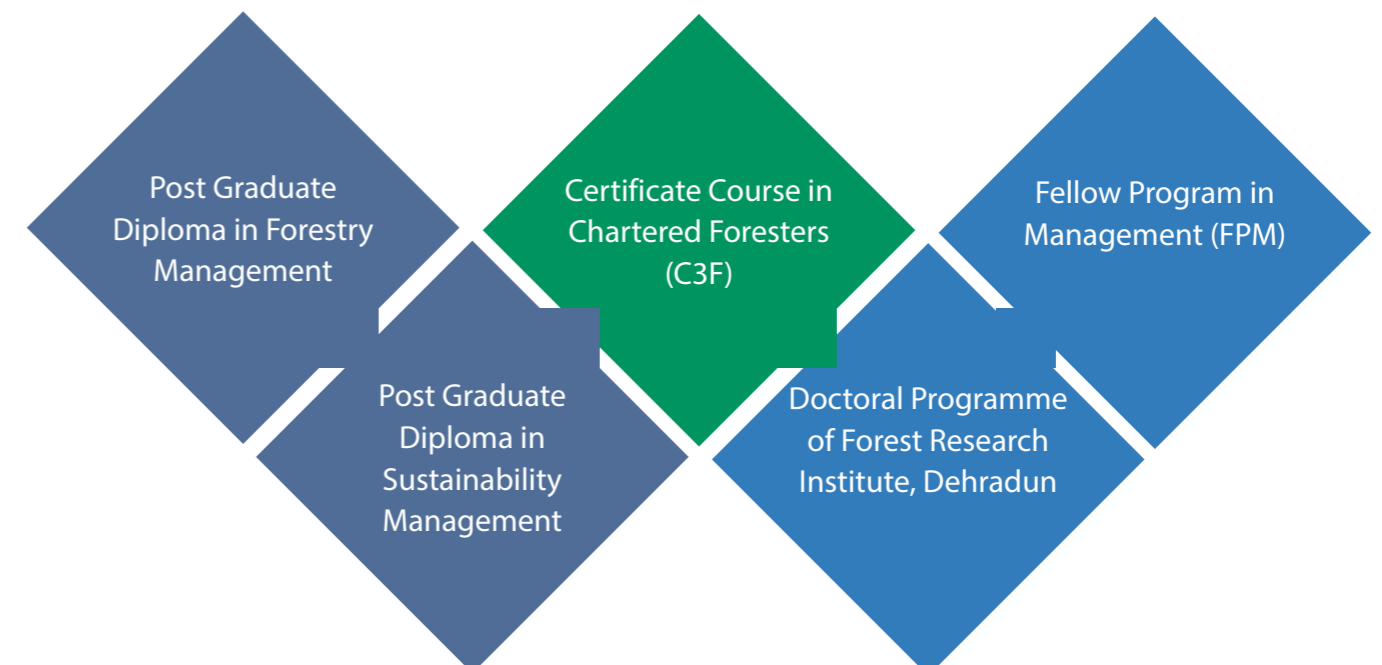 Post Graduate
Diploma in Forestry
Management
Post Graduate
Diploma in
Sustainability
Management
Certificate Course in
Chartered Foresters
(C3F)
Doctoral Programme
of Forest Research
Institute, Dehradun
Fellow Program in
Management (FPM)